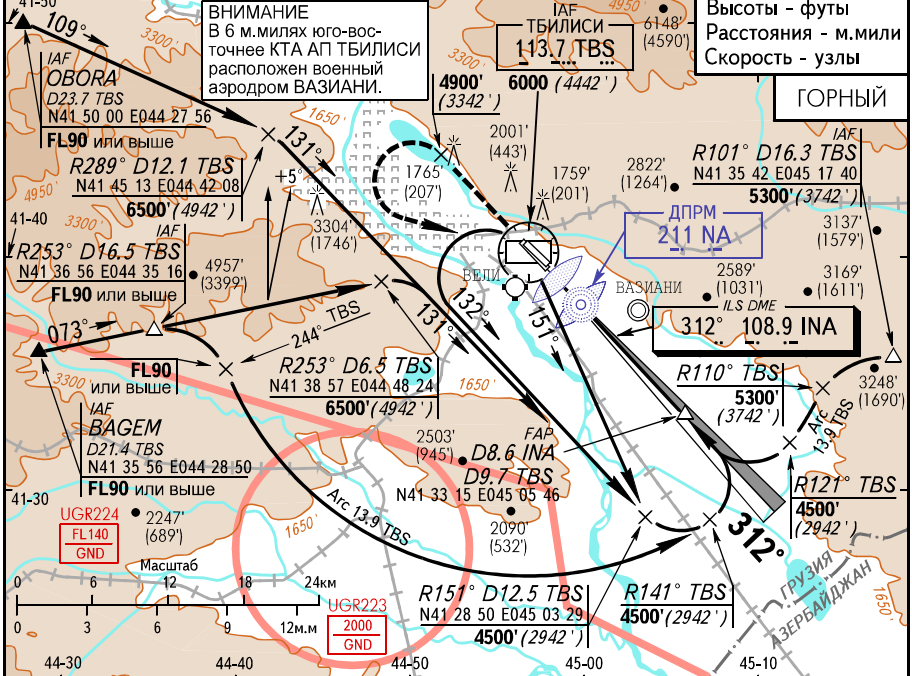 41-50
109°
IAF
OBORA
D23.7 TBS
N41 50 00 E044 27 56
FL90 или выше
ВНИМАНИЕ
В 6 м.милях юго-вос-
точнее КТА АП ТБИЛИСИ
расположен военный
аэродром ВАЗИАНИ.
4950'
IAF
ТБИЛИСИ
113.7 TBS
6000 (4442')
6148'
(4590')
Высоты - футы
Расстояния - м.мили
Скорость - узлы
ГОРНЫЙ
4900'
(3342')
3300'
1650'
131°
+5°
R289° D12.1 TBS
N41 45 13 E044 42 08
6500' (4942')
4950'
3300'
41-40
3304'
(1746')
1765'
(207')
2001'
(443')
1759'
(201')
2822'
(1264')
IAF
R101° D16.3 TBS
N41 35 42 E045 17 40
5300' (3742')
3137'
(1579')
ДПРМ
211 NA
IAF
R253° D16.5 TBS
N41 36 56 E044 35 16
FL90 или выше
4957'
(3399')
ВЕЛИ
ВАЗИАНИ
2589'
(1031')
3169'
(1611')
ILS DME
312° 108.9 INA
073°
244° TBS
131°
132°
151°
FL90
или выше
3300'
R253° D6.5 TBS
N41 38 57 E044 48 24
6500' (4942')
1650'
R110° TBS
5300'
(3742')
3248'
(1690')
Arc
13.9 TBS
IAF
BAGEM
D21.4 TBS
N41 35 56 E044 28 50
FL90 или выше
2503'
(945')
FAP
D8.6 INA
D9.7 TBS
N41 33 15 E045 05 46
41-30
UGR224
FL140
GND
2247'
(689')
1650'
Arc 13.9 TBS
2090'
(532')
R121° TBS
4500'
(2942')
312°
ГРУЗИЯ
АЗЕРБАЙДЖАН
1650'
Масштаб
0 6 12 18 24км
0 3 6 9 12м.м
UGR223
2000
GND
R151° D12.5 TBS
N41 28 50 E045 03 29
4500' (2942')
R141° TBS
4500' (2942')
44-30 44-40 44-50 45-00 45-10